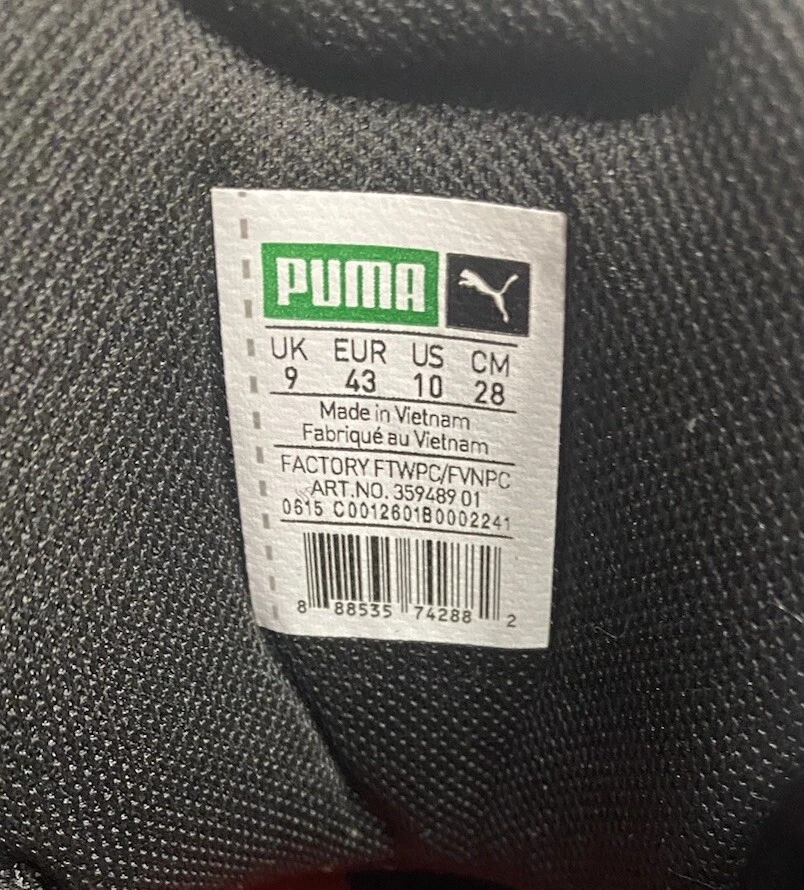 PUMA
UK EUR US CM
9 43 10 28
Made in Vietnam
Fabriqué au Vietnam
FACTORY FTWPC/FVNPC
ART.NO. 359489 01
0615 C0012601B0002241
8 88535 74288 2